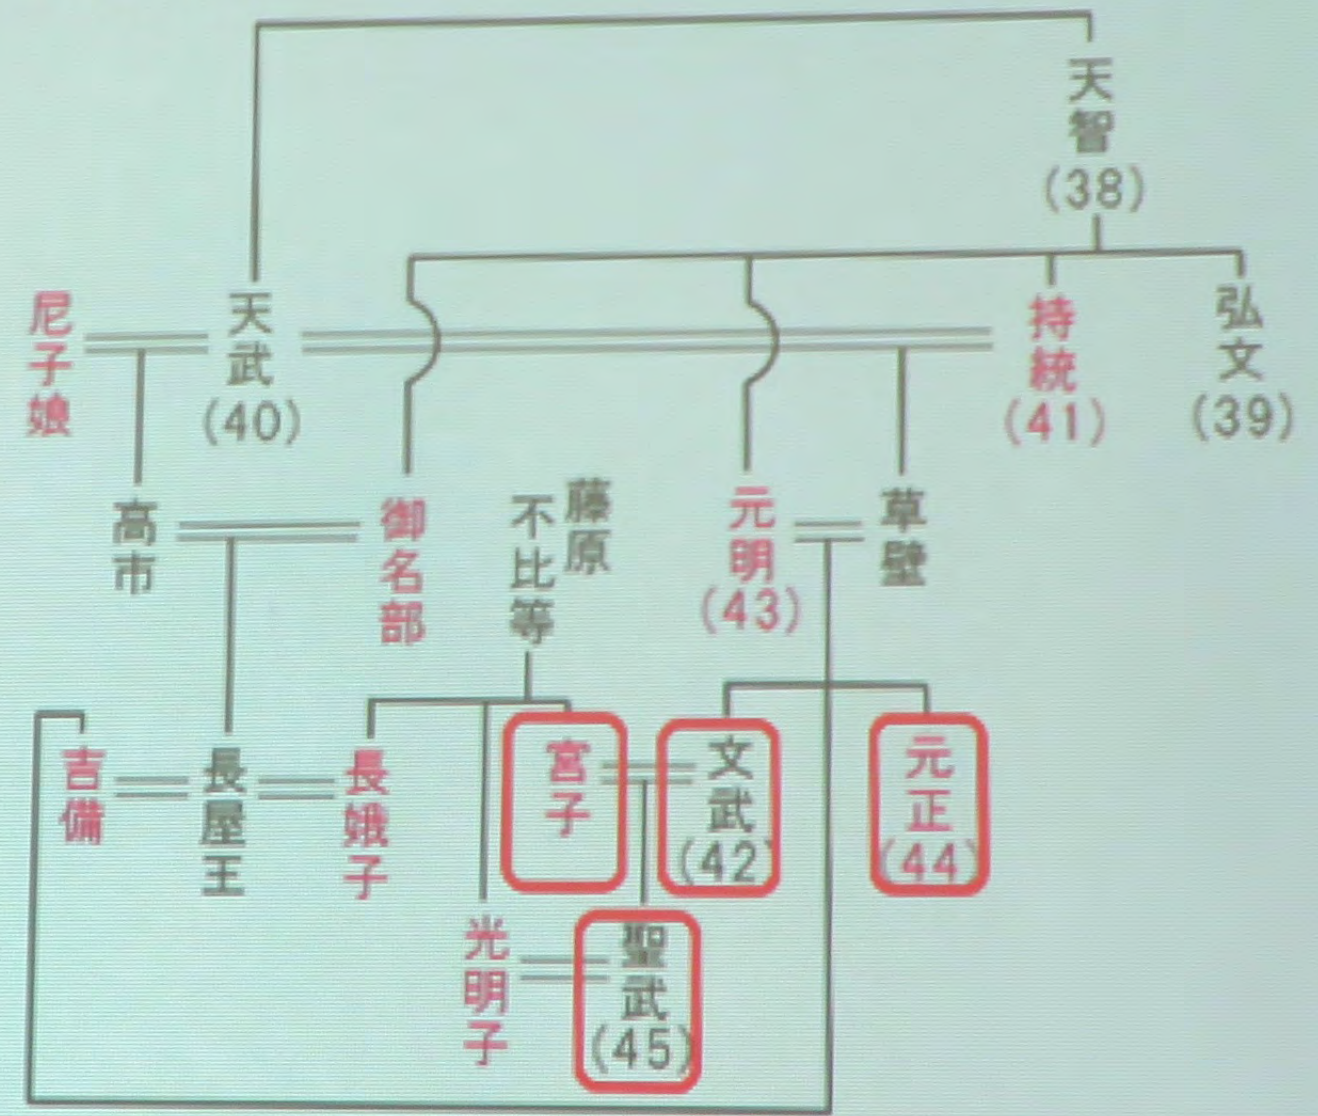 天智
(38)
尼子娘
天武
(40)
持統
(41)
弘文
(39)
高市
御名部
藤原
不比等
元明
(43)
草壁
吉備
長屋王
長娥子
宮子
文武
(42)
元正
(44)
光明子
聖武
(45)